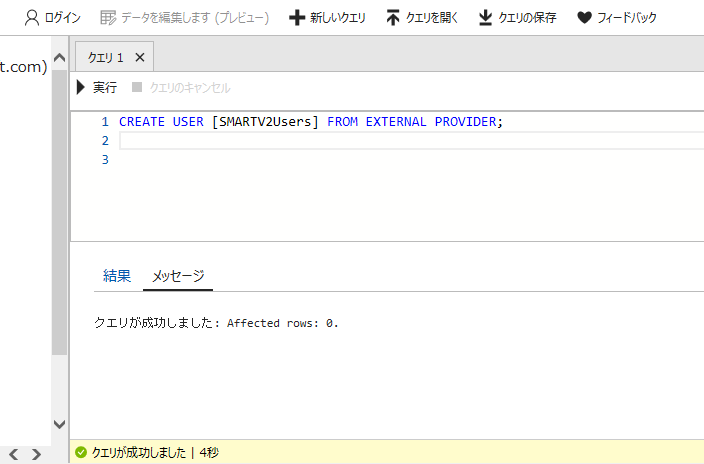 ログイン データを編集します (プレビュー) 新しいクエリ クエリを開く クエリの保存 フィードバック
t.com)
クエリ 1
実行 クエリのキャンセル
1 CREATE USER [SMARTV2Users] FROM EXTERNAL PROVIDER;
2
3
結果 メッセージ
クエリが成功しました: Affected rows: 0.
クエリが成功しました | 4秒